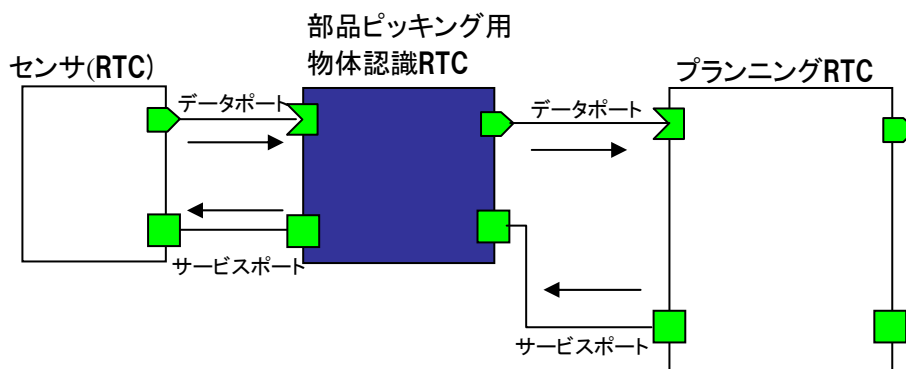 部品ピッキング用
物体認識RTC
センサ(RTC)
プランニングRTC
データポート
データポート
サービスポート
サービスポート